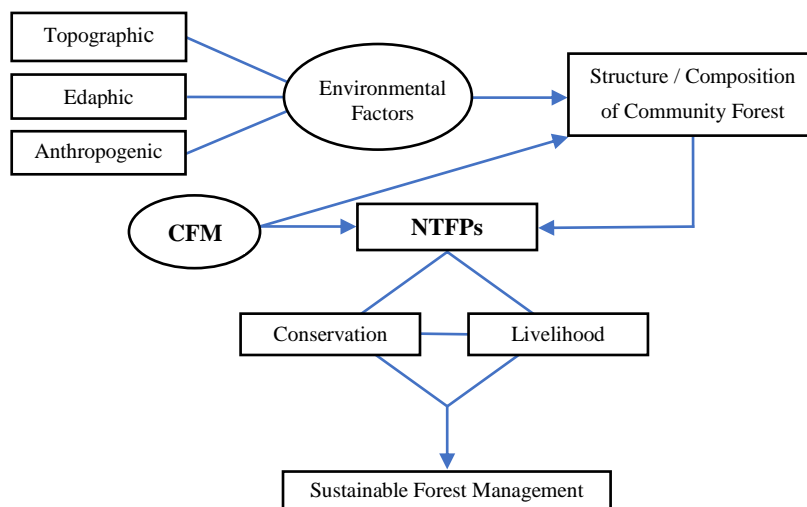 Topographic
Edaphic
Anthropogenic
Environmental
Factors
Structure / Composition
of Community Forest
CFM
NTFPs
Conservation
Livelihood
Sustainable Forest Management